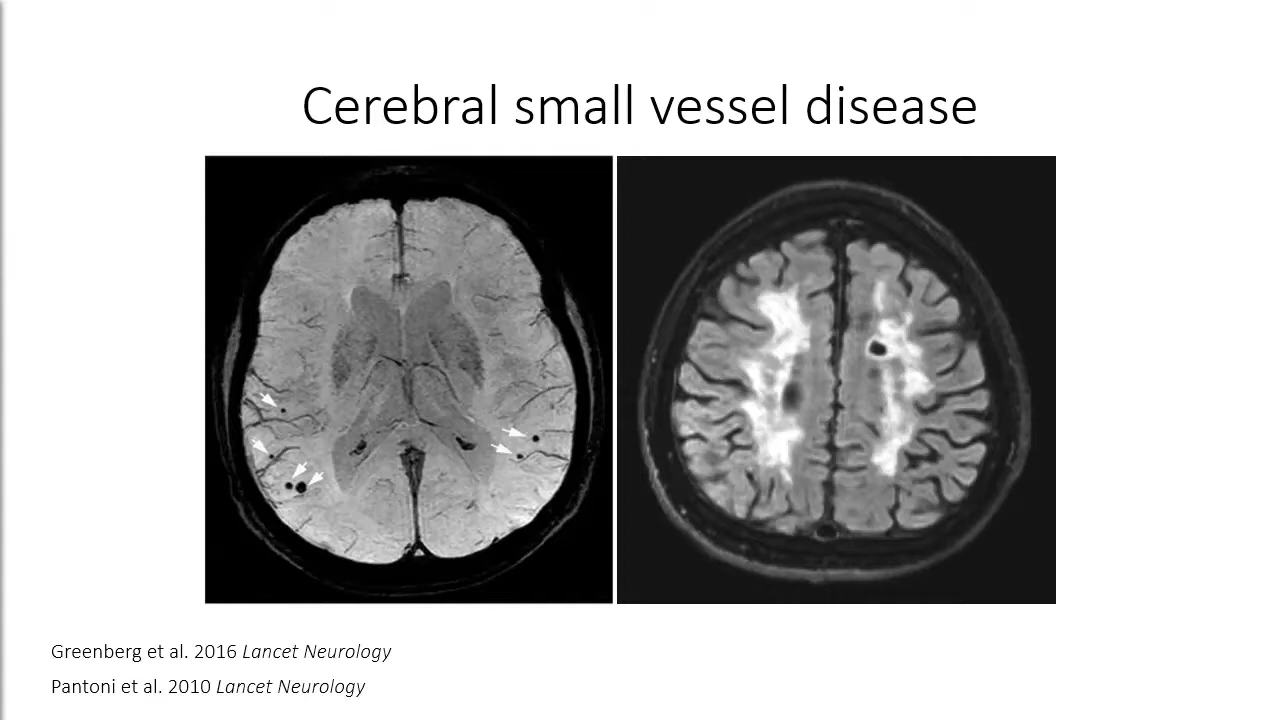 Cerebral small vessel disease
Greenberg et al. 2016 Lancet Neurology
Pantoni et al. 2010 Lancet Neurology